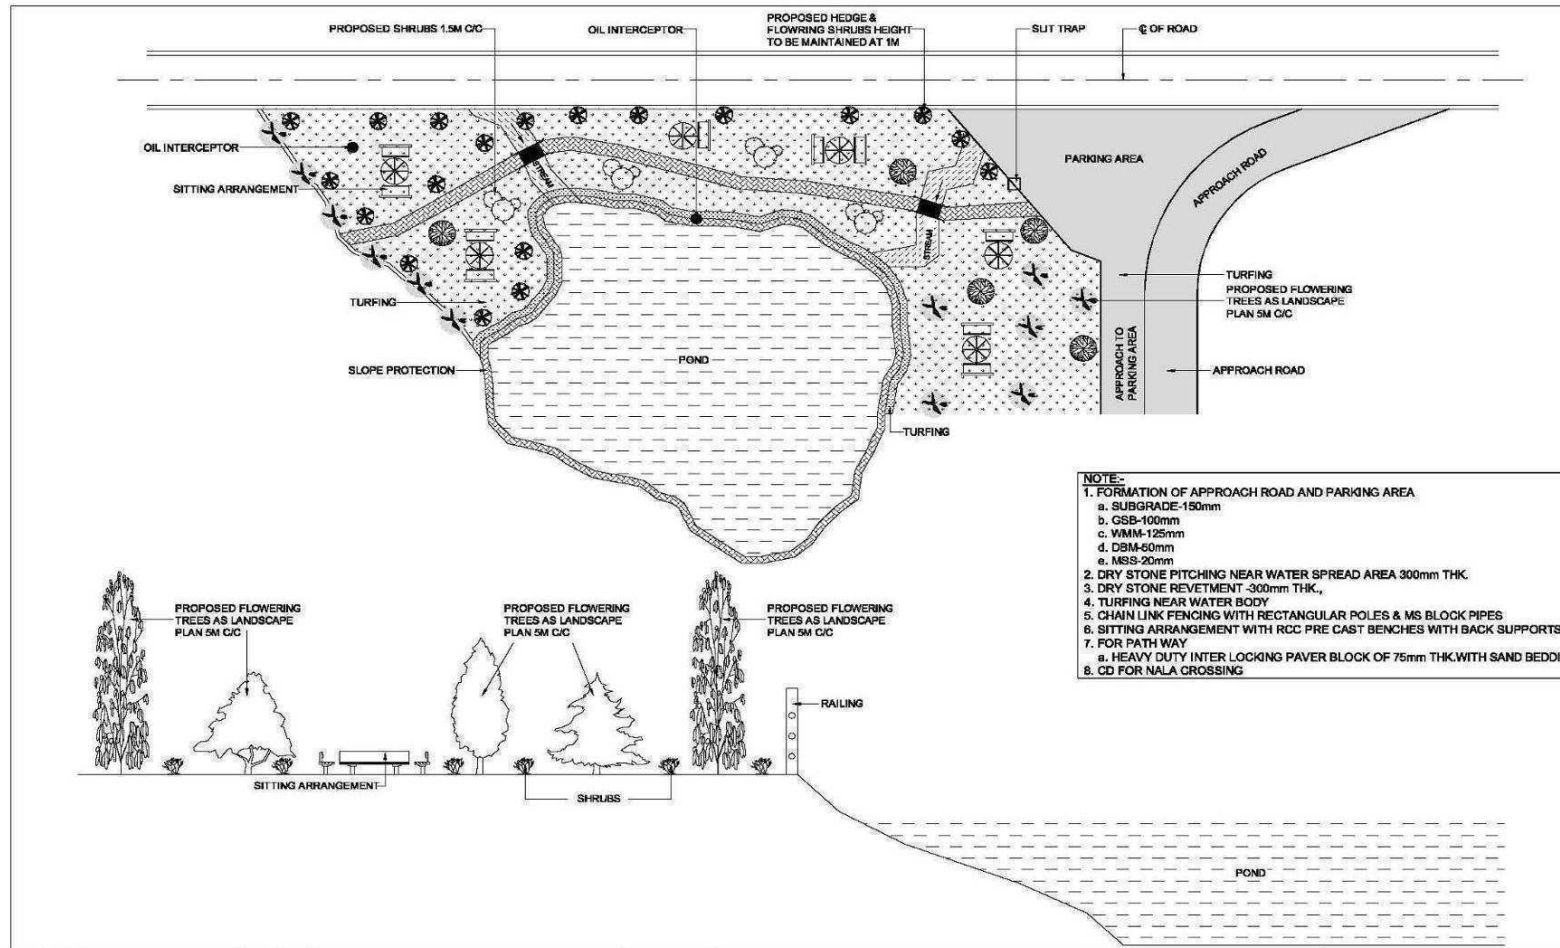 PROPOSED SHRUBS 1.5M C/C
OIL INTERCEPTOR
PROPOSED HEDGE &
FLOWRING SHRUBS HEIGHT
TO BE MAINTAINED AT 1M
SLIT TRAP
℄ OF ROAD
OIL INTERCEPTOR
SITTING ARRANGEMENT
STREAM
PARKING AREA
APPROACH ROAD
STREAM
TURFING
TURFING
PROPOSED FLOWERING
TREES AS LANDSCAPE
PLAN 5M C/C
SLOPE PROTECTION
POND
APPROACH TO
PARKING AREA
APPROACH ROAD
TURFING
NOTE:-
1. FORMATION OF APPROACH ROAD AND PARKING AREA
a. SUBGRADE-150mm
b. GSB-100mm
c. WMM-125mm
d. DBM-50mm
e. MSS-20mm
2. DRY STONE PITCHING NEAR WATER SPREAD AREA 300mm THK.
3. DRY STONE REVETMENT -300mm THK.,
4. TURFING NEAR WATER BODY
5. CHAIN LINK FENCING WITH RECTANGULAR POLES & MS BLOCK PIPES
6. SITTING ARRANGEMENT WITH RCC PRE CAST BENCHES WITH BACK SUPPORTS
7. FOR PATH WAY
a. HEAVY DUTY INTER LOCKING PAVER BLOCK OF 75mm THK.WITH SAND BEDDE
8. CD FOR NALA CROSSING
PROPOSED FLOWERING
TREES AS LANDSCAPE
PLAN 5M C/C
PROPOSED FLOWERING
TREES AS LANDSCAPE
PLAN 5M C/C
PROPOSED FLOWERING
TREES AS LANDSCAPE
PLAN 5M C/C
RAILING
SITTING ARRANGEMENT
SHRUBS
POND